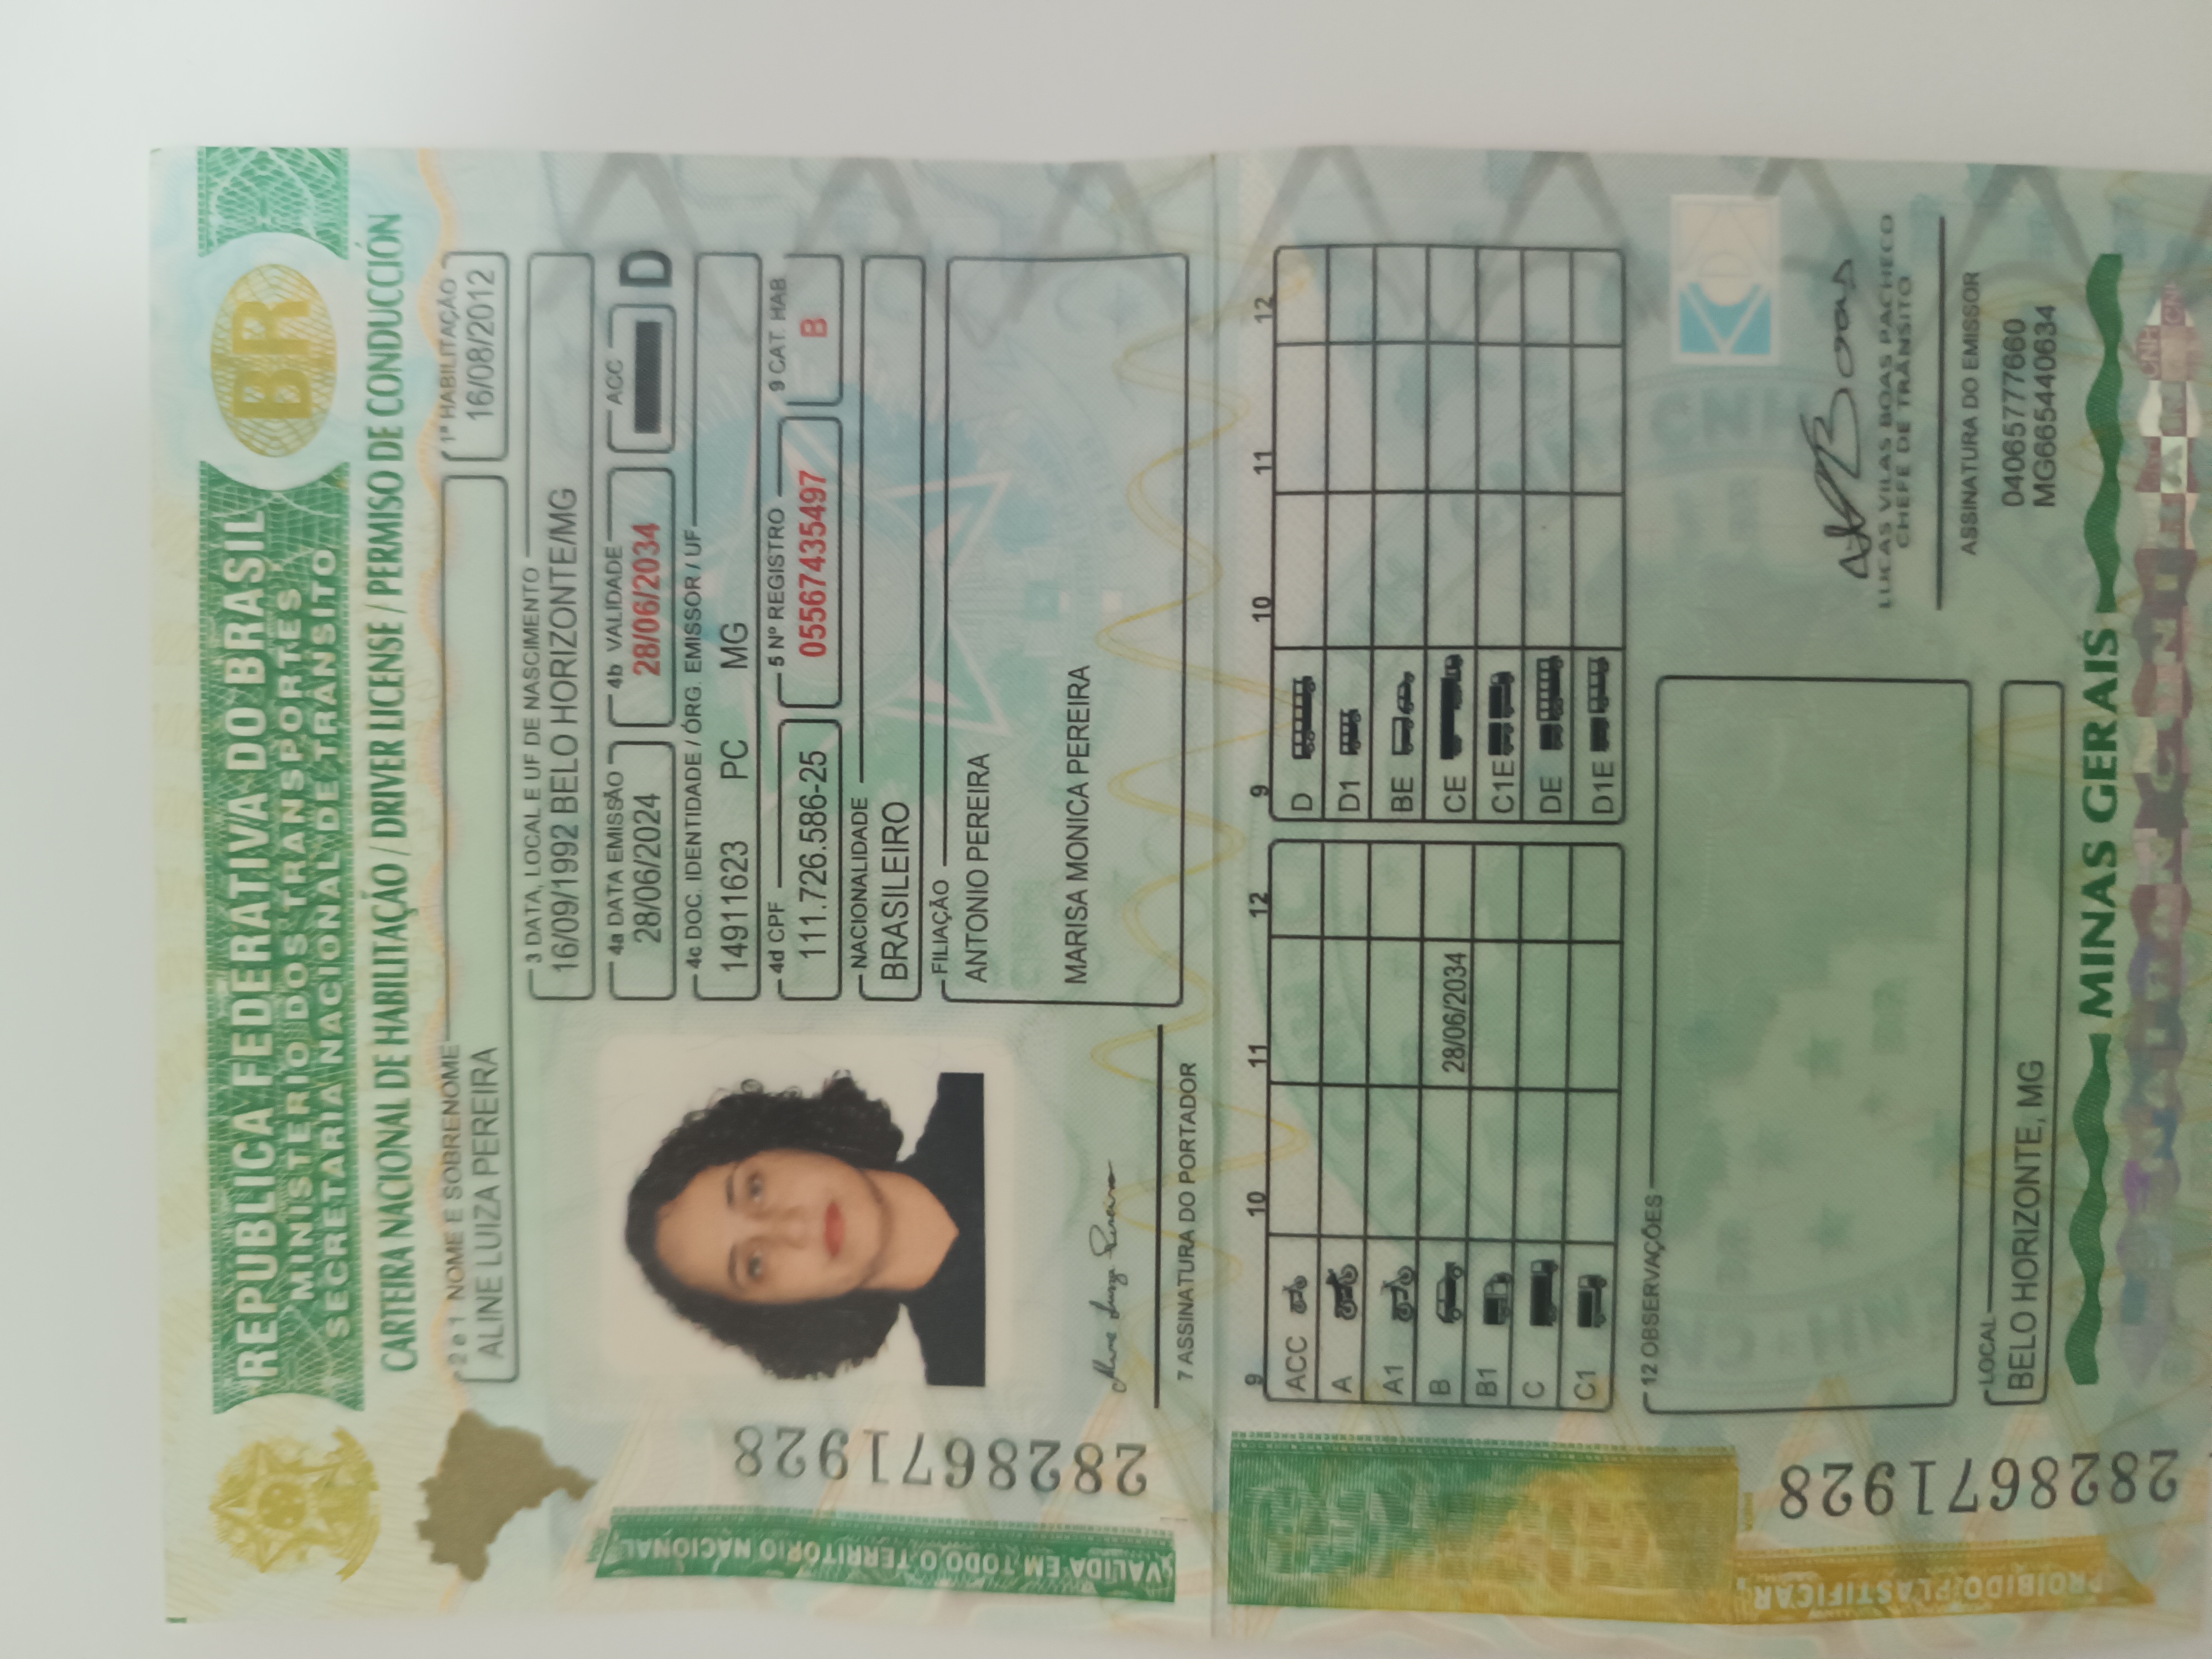 REPÚBLICA FEDERATIVA DO BRASIL
MINISTÉRIO DOS TRANSPORTES
SECRETARIA NACIONAL DE TRÂNSITO
BR
CARTEIRA NACIONAL DE HABILITAÇÃO / DRIVER LICENSE / PERMISO DE CONDUCCIÓN
2 e 1 NOME E SOBRENOME
1ª HABILITAÇÃO
ALINE LUIZA PEREIRA
16/08/2012
3 DATA, LOCAL E UF DE NASCIMENTO
16/09/1992 BELO HORIZONTE/MG
4a DATA EMISSÃO
4b VALIDADE
ACC
28/06/2024
28/06/2034
D
4c DOC. IDENTIDADE / ÓRG. EMISSOR / UF
14911623 PC MG
4d CPF
5 Nº REGISTRO
9 CAT. HAB
111.726.586-25
05567435497
B
NACIONALIDADE
BRASILEIRO
FILIAÇÃO
ANTONIO PEREIRA
MARISA MONICA PEREIRA
Aline Luiza Pereira
7 ASSINATURA DO PORTADOR
2828671928
VÁLIDA EM TODO O TERRITÓRIO NACIONAL
9 10 11 12
ACC
A
A1
B 28/06/2034
B1
C
C1
9 10 11 12
D
D1
BE
CE
C1E
DE
D1E
12 OBSERVAÇÕES
LUCAS VILAS BOAS PACHECO
CHEFE DE TRÂNSITO
ASSINATURA DO EMISSOR
04065777660
MG665440634
LOCAL
BELO HORIZONTE, MG
MINAS GERAIS
2828671928
PROIBIDO PLASTIFICAR